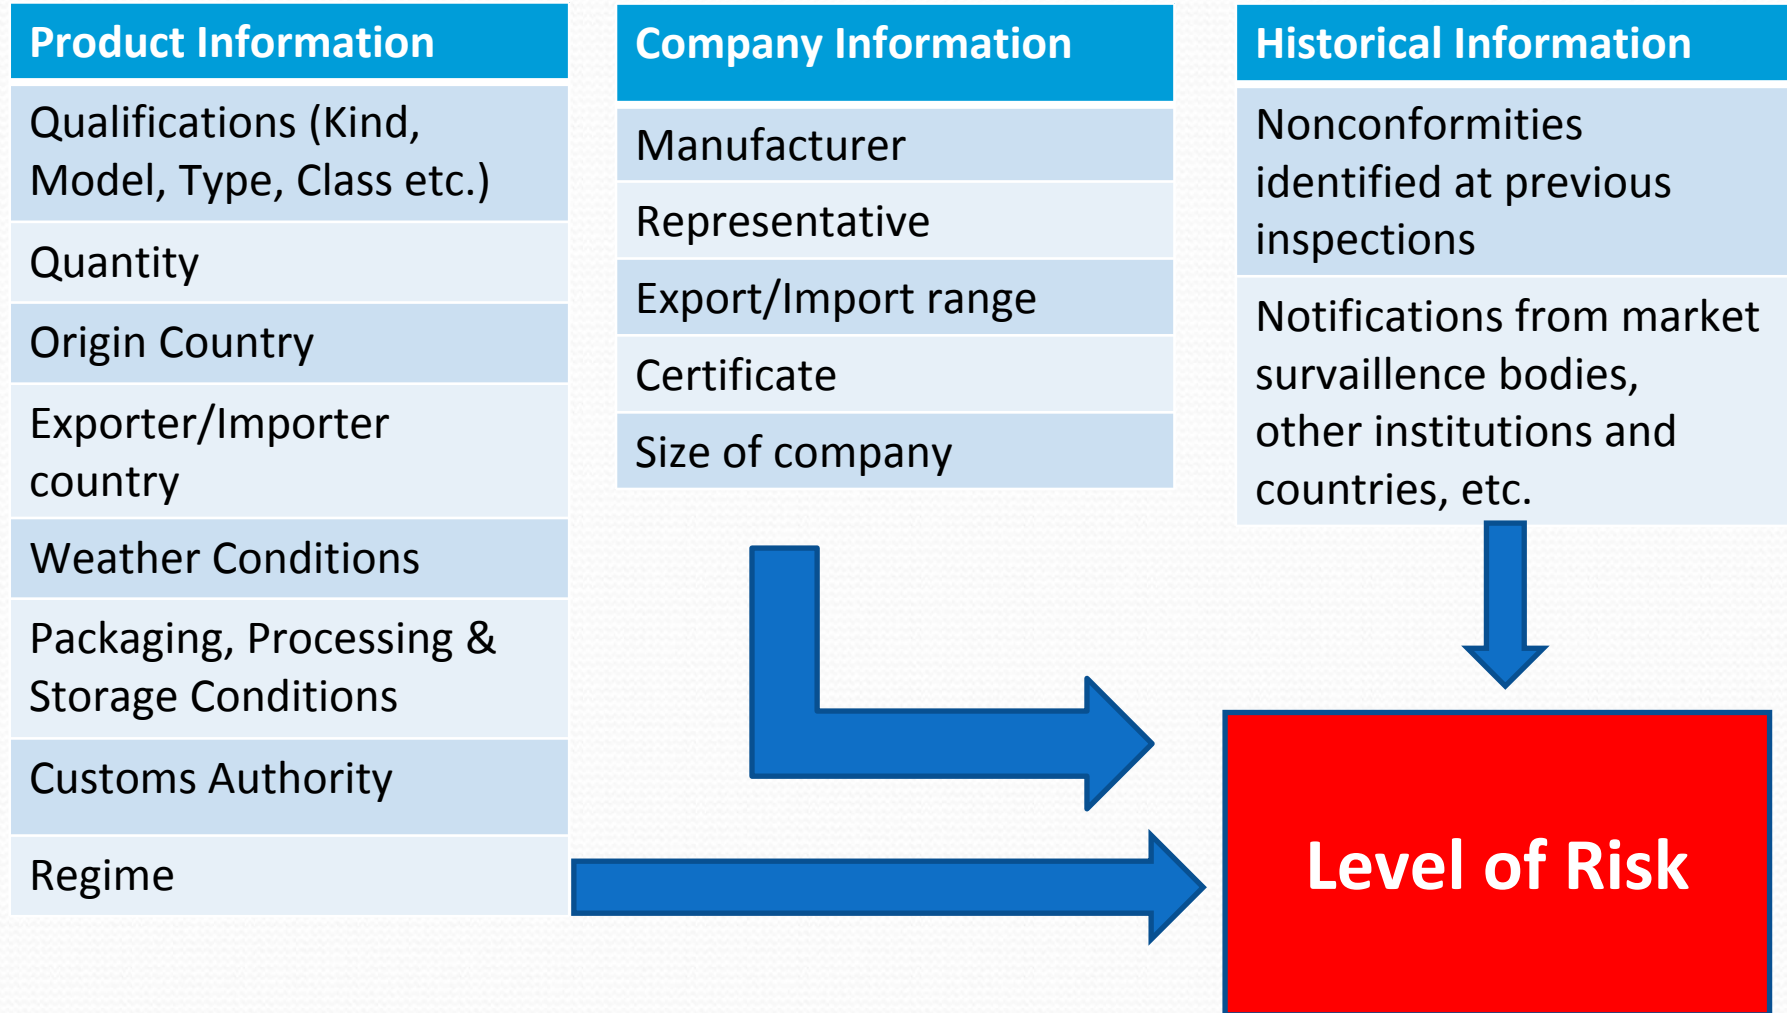 Product Information
Qualifications (Kind,
Model, Type, Class etc.)
Quantity
Origin Country
Exporter/Importer
country
Weather Conditions
Packaging, Processing &
Storage Conditions
Customs Authority
Regime
Company Information
Manufacturer
Representative
Export/Import range
Certificate
Size of company
Historical Information
Nonconformities
identified at previous
inspections
Notifications from market
survaillence bodies,
other institutions and
countries, etc.
Level of Risk